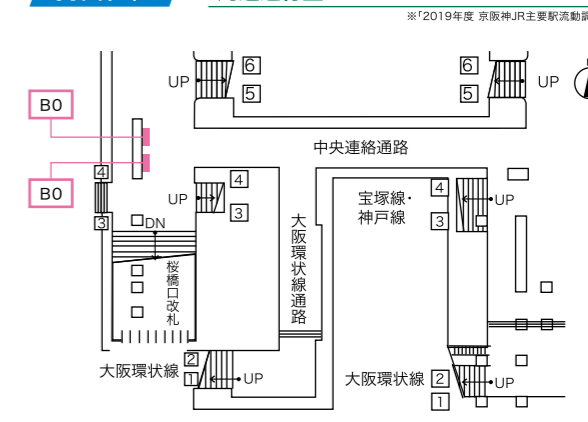 ※「2019年度 京阪神JR主要駅流動調
6
6
UP
UP
5
5
B0
中央連絡通路
B0
4
4
宝塚線・
4
神戸線
UP
UP
3
3
3
DN
大阪環状線通路
桜橋口改札
2
大阪環状線
1
UP
大阪環状線
2
UP
1